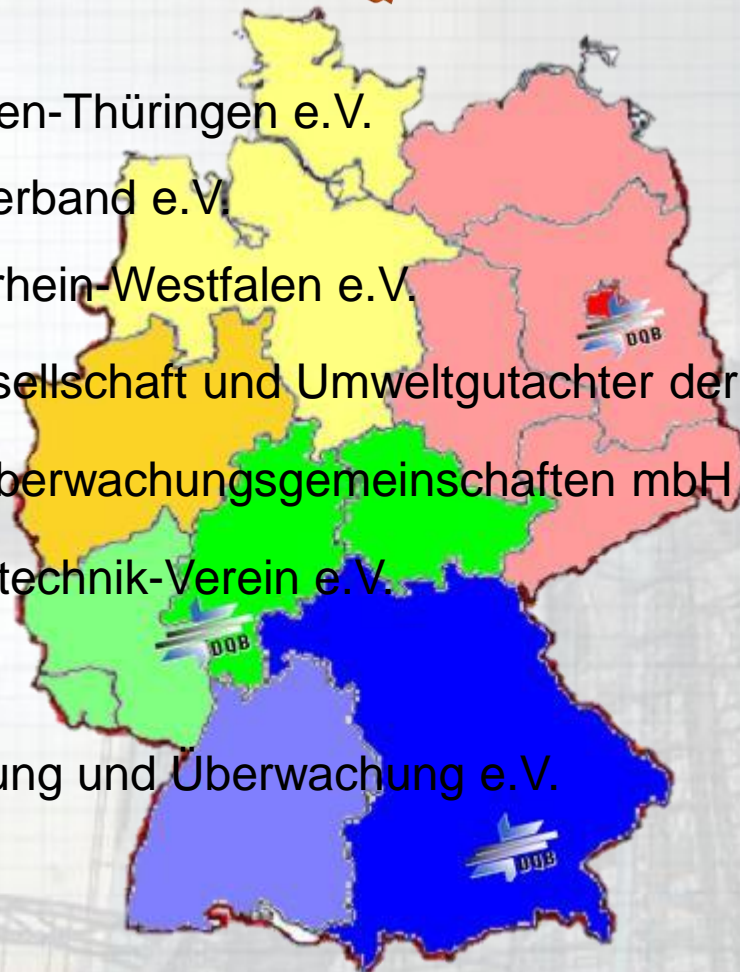 en-Thüringen e.V.
erband e.V.
rhein-Westfalen e.V.
DQB
sellschaft und Umweltgutachter der
berwachungsgemeinschaften mbH
technik-Verein e.V.
DQB
ung und Überwachung e.V.
DQB